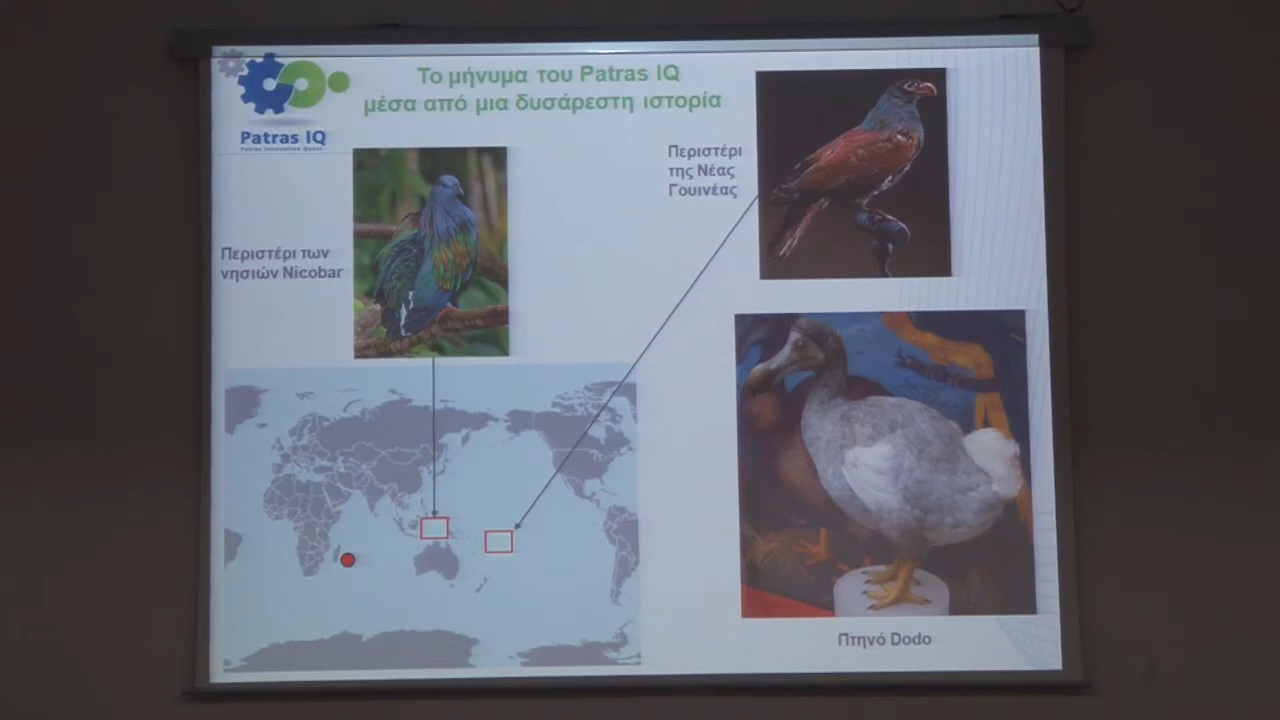 Το μήνυμα του Patras IQ
μέσα από μια δυσάρεστη ιστορία
Patras IQ
Patras Innovation Quest
Περιστέρι
της Νέας
Γουινέας
Περιστέρι των
νησιών Nicobar
Πτηνό Dodo